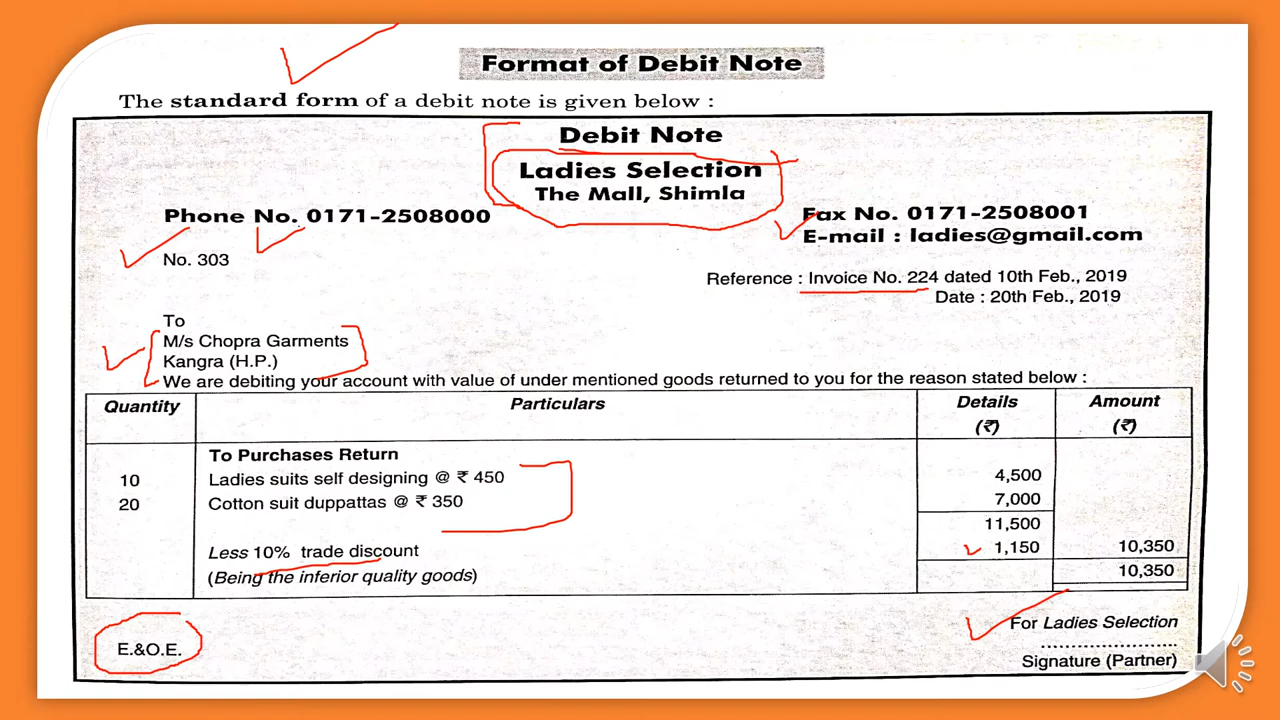 Format of Debit Note
The standard form of a debit note is given below :
Debit Note
Ladies Selection
The Mall, Shimla
Phone No. 0171-2508000
Fax No. 0171-2508001
E-mail : ladies@gmail.com
No. 303
Reference : Invoice No. 224 dated 10th Feb., 2019
Date : 20th Feb., 2019
To
M/s Chopra Garments
Kangra (H.P.)
We are debiting your account with value of under mentioned goods returned to you for the reason stated below :
Quantity Particulars Details (₹) Amount (₹)
To Purchases Return
10 Ladies suits self designing @ ₹ 450 4,500
20 Cotton suit duppattas @ ₹ 350 7,000
11,500
Less 10% trade discount 1,150 10,350
(Being the inferior quality goods) 10,350
For Ladies Selection
E.&O.E.
.........................
Signature (Partner)